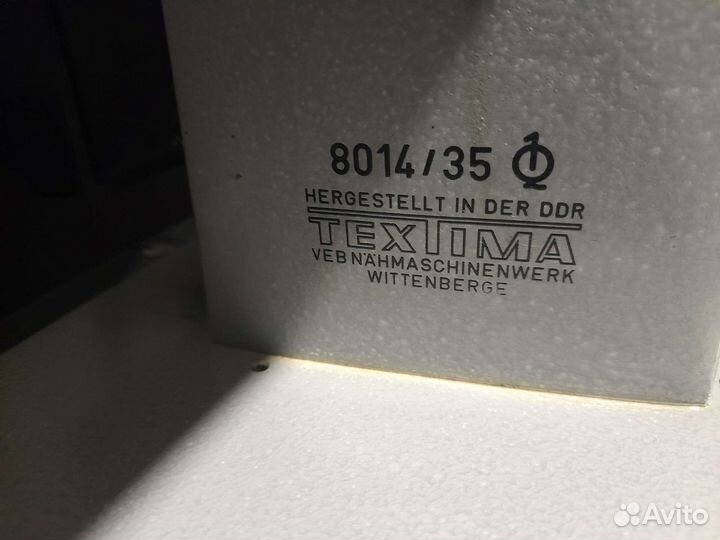 8014/35
HERGESTELLT IN DER DDR
TEXTIMA
VEB NÄHMASCHINENWERK
WITTENBERGE
Avito